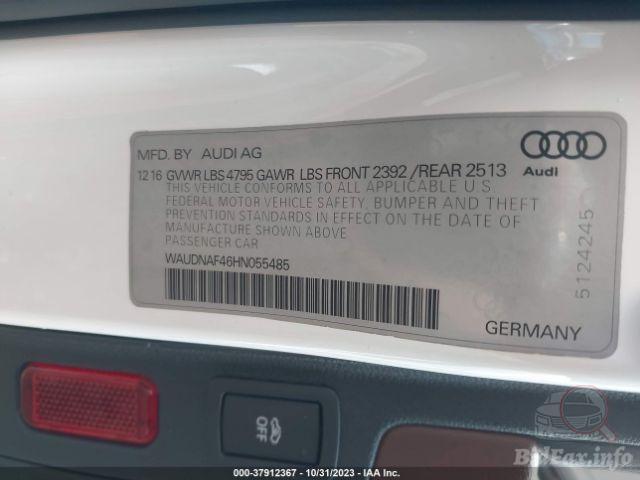 MFD. BY AUDI AG
Audi
12 16 GVWR LBS 4795 GAWR LBS FRONT 2392 /REAR 2513
THIS VEHICLE CONFORMS TO ALL APPLICABLE U.S.
FEDERAL MOTOR VEHICLE SAFETY, BUMPER AND THEFT
PREVENTION STANDARDS IN EFFECT ON THE DATE OF
MANUFACTURE SHOWN ABOVE
PASSENGER CAR
WAUDNAF46HN055485
5124245
GERMANY
OFF
BidFax.info
000-37912367 - 10/31/2023 - IAA Inc.